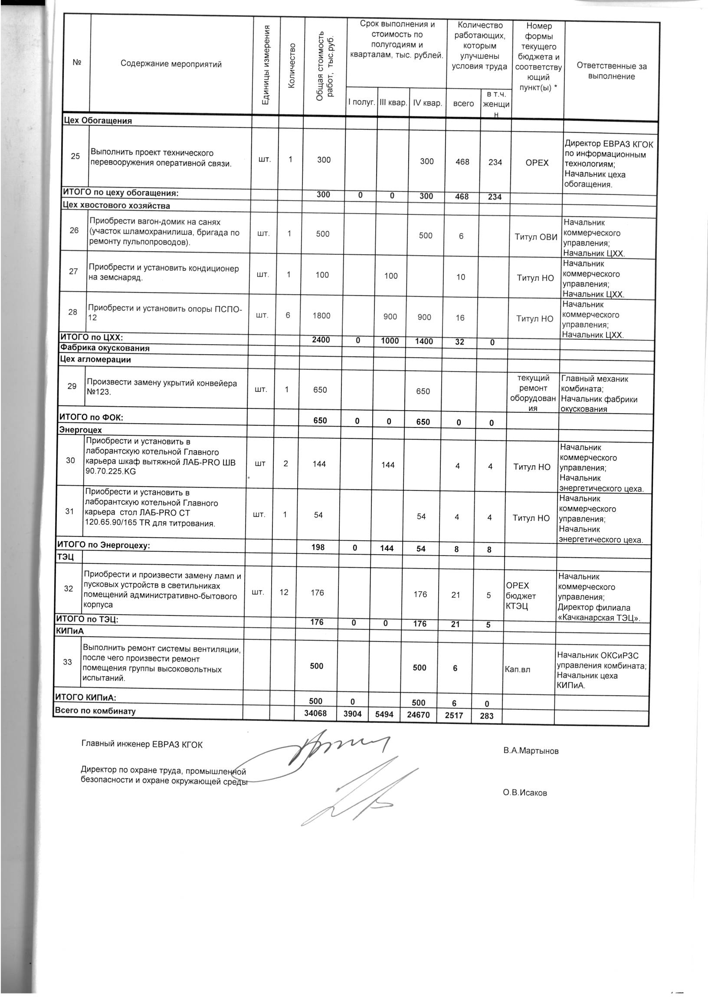 №
Содержание мероприятий
Единицы измерения
Количество
Общая стоимость
работ, тыс.руб.
Срок выполнения и
стоимость по
полугодиям и
кварталам, тыс. рублей.
I полуг. III квар. IV квар.
Количество
работающих,
которым
улучшены
условия труда
всего
в т.ч.
женщи
н
Номер
формы
текущего
бюджета и
соответству
ющий
пункт(ы) *
Ответственные за
выполнение
Цех Обогащения
25
Выполнить проект технического
перевооружения оперативной связи.
шт. 1 300 300 468 234 OPEX
Директор ЕВРАЗ КГОК
по информационным
технологиям;
Начальник цеха
обогащения.
ИТОГО по цеху обогащения: 300 0 0 300 468 234
Цех хвостового хозяйства
26
Приобрести вагон-домик на санях
(участок шламохранилиша, бригада по
ремонту пульпопроводов).
шт. 1 500 500 6 Титул ОВИ
Начальник
коммерческого
управления;
Начальник ЦХХ.
27
Приобрести и установить кондиционер
на земснаряд.
шт. 1 100 100 10 Титул НО
Начальник
коммерческого
управления;
Начальник ЦХХ.
28
Приобрести и установить опоры ПСПО-
12
шт. 6 1800 900 900 16 Титул НО
Начальник
коммерческого
управления;
Начальник ЦХХ.
ИТОГО по ЦХХ: 2400 0 1000 1400 32 0
Фабрика окускования
Цех агломерации
29
Произвести замену укрытий конвейера
№123.
шт. 1 650 650
текущий
ремонт
оборудован
ия
Главный механик
комбината;
Начальник фабрики
окускования
ИТОГО по ФОК: 650 0 0 650 0 0
Энергоцех
30
Приобрести и установить в
лаборантскую котельной Главного
карьера шкаф вытяжной ЛАБ-PRO ШВ
90.70.225.KG
шт 2 144 144 4 4 Титул НО
Начальник
коммерческого
управления;
Начальник
энергетического цеха.
31
Приобрести и установить в
лаборантскую котельной Главного
карьера стол ЛАБ-PRO СТ
120.65.90/165 TR для титрования.
шт. 1 54 54 4 4 Титул НО
Начальник
коммерческого
управления;
Начальник
энергетического цеха.
ИТОГО по Энергоцеху: 198 0 144 54 8 8
ТЭЦ
32
Приобрести и произвести замену ламп и
пусковых устройств в светильниках
помещений административно-бытового
корпуса
шт. 12 176 176 21 5
OPEX
бюджет
КТЭЦ
Начальник
коммерческого
управления;
Директор филиала
«Качканарская ТЭЦ».
ИТОГО по ТЭЦ: 176 0 0 176 21 5
КИПиА
33
Выполнить ремонт системы вентиляции,
после чего произвести ремонт
помещения группы высоковольтных
испытаний.
500 500 6 Кап.вл
Начальник ОКСиРЗС
управления комбината;
Начальник цеха
КИПиА.
ИТОГО КИПиА: 500 0 500 6 0
Всего по комбинату 34068 3904 5494 24670 2517 283
Главный инженер ЕВРАЗ КГОК
В.А.Мартынов
Директор по охране труда, промышленной
безопасности и охране окружающей среды
О.В.Исаков